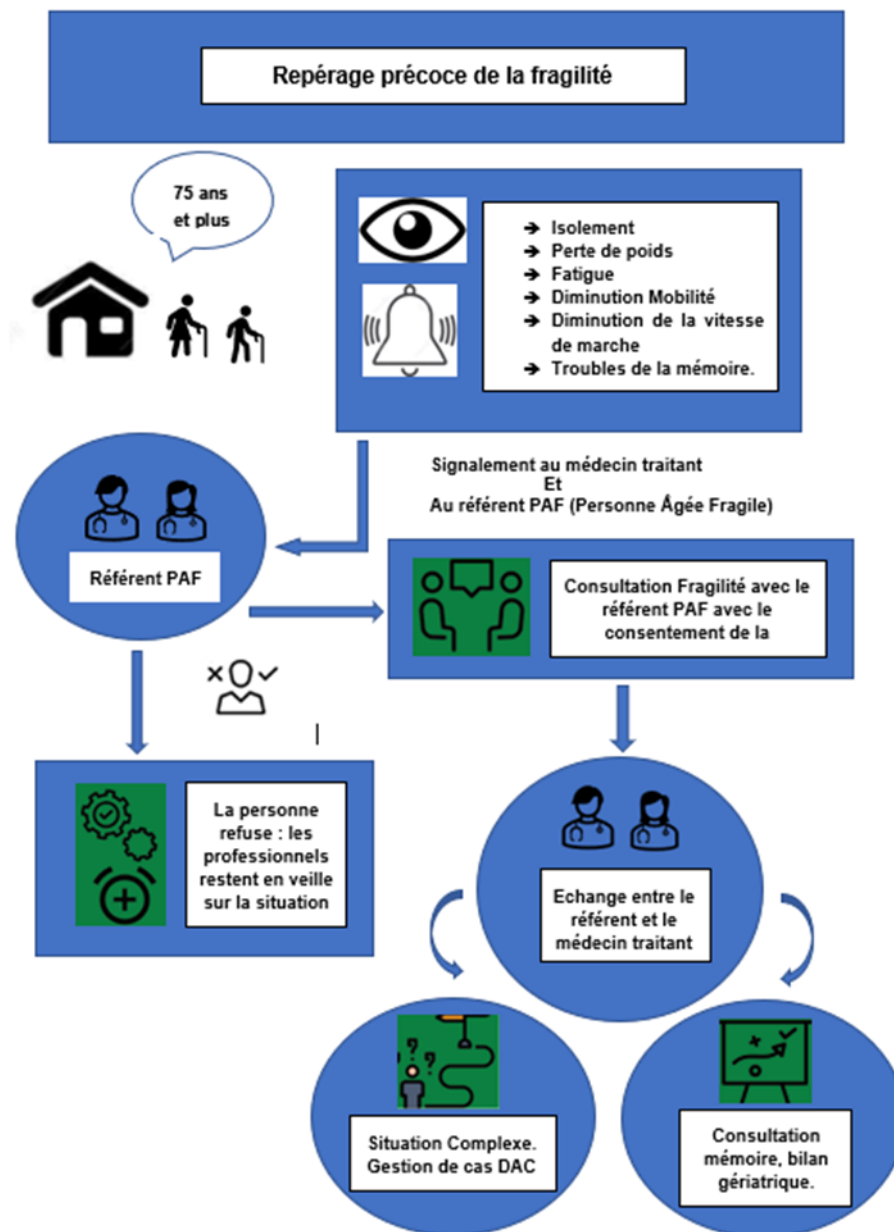 Repérage précoce de la fragilité
75 ans
et plus
➔ Isolement
➔ Perte de poids
➔ Fatigue
➔ Diminution Mobilité
➔ Diminution de la vitesse
de marche
➔ Troubles de la mémoire.
Signalement au médecin traitant
Et
Au référent PAF (Personne Âgée Fragile)
Référent PAF
Consultation Fragilité avec le
référent PAF avec le
consentement de la
La personne
refuse : les
professionnels
restent en veille
sur la situation
Echange entre le
référent et le
médecin traitant
Situation Complexe.
Gestion de cas DAC
Consultation
mémoire, bilan
gériatrique.